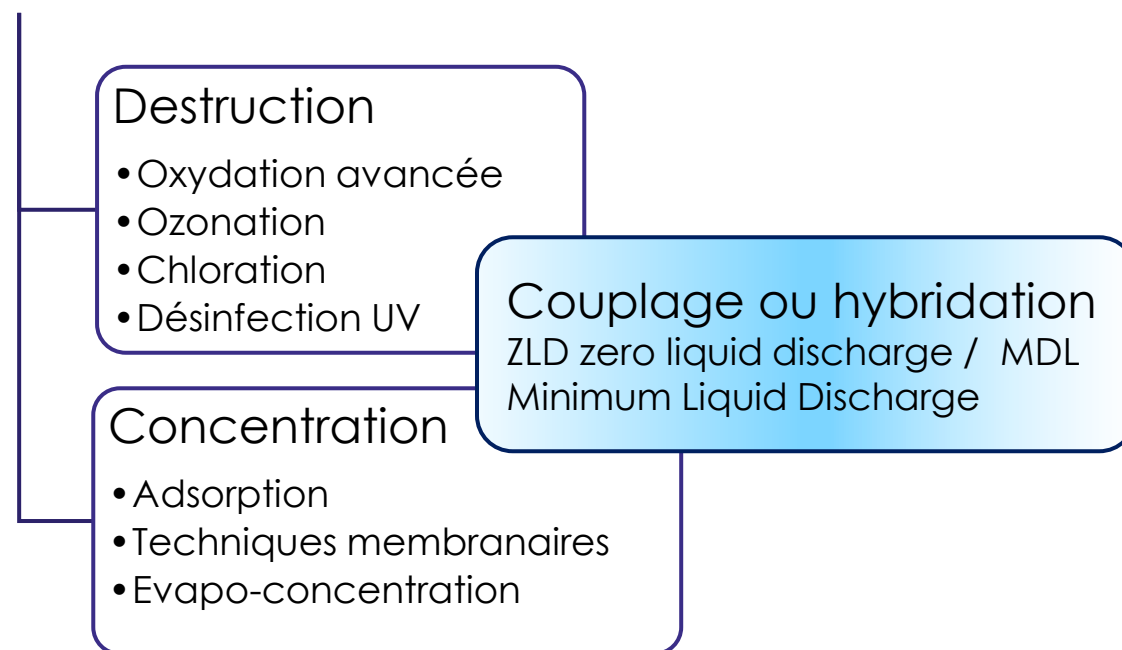 Destruction
•Oxydation avancée
•Ozonation
•Chloration
•Désinfection UV
Couplage ou hybridation
ZLD zero liquid discharge / MDL
Minimum Liquid Discharge
Concentration
•Adsorption
•Techniques membranaires
•Evapo-concentration